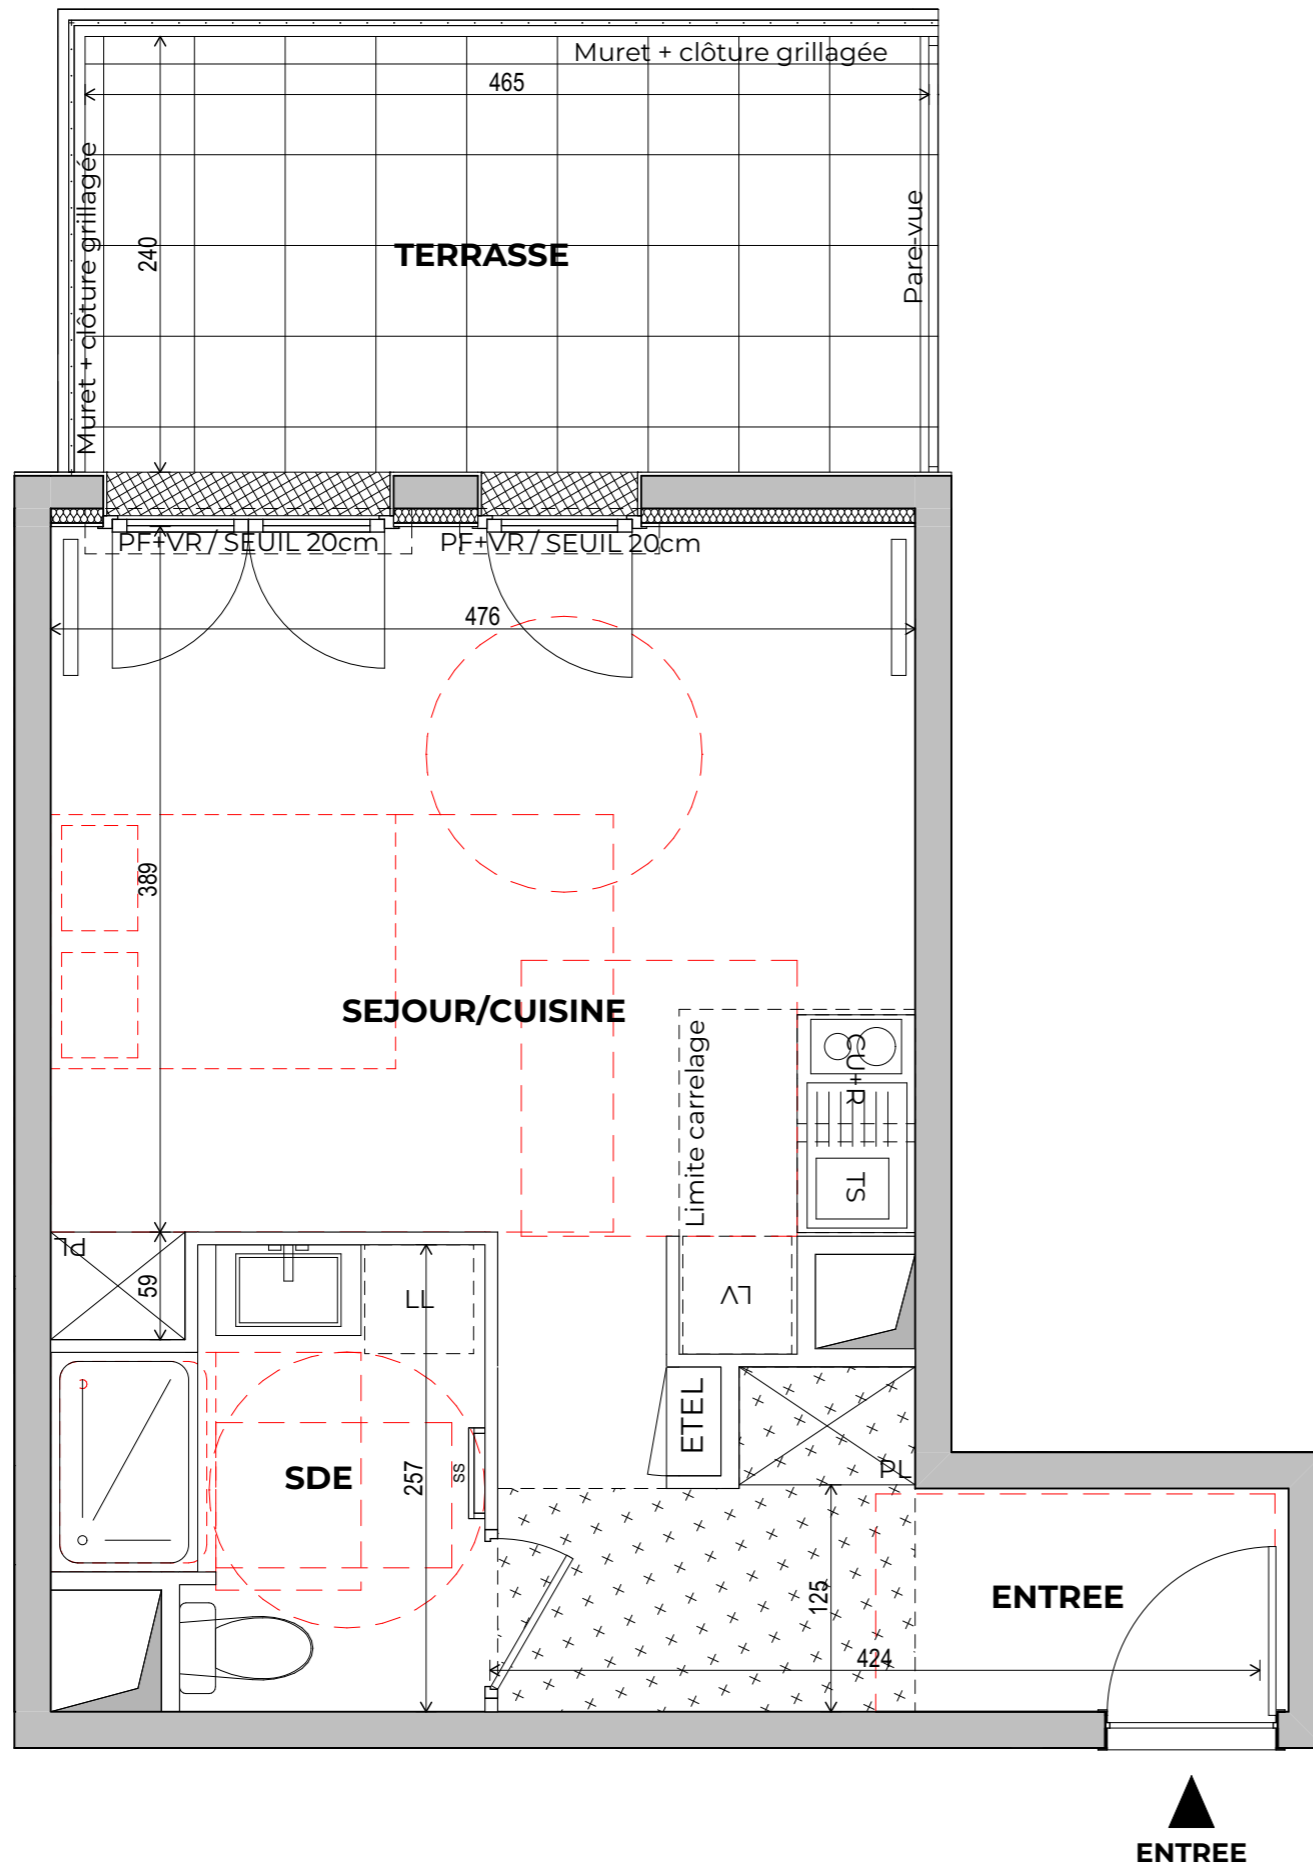 Muret + clôture grillagée
465
Muret + clôture grillagée
240
TERRASSE
Pare-vue
PF+VR / SEUIL 20cm
PF+VR / SEUIL 20cm
476
389
SEJOUR/CUISINE
Limite carrelage
CU+R
TS
PL
59
LL
LV
ETEL
PL
SDE
257
SS
125
ENTREE
424
ENTREE